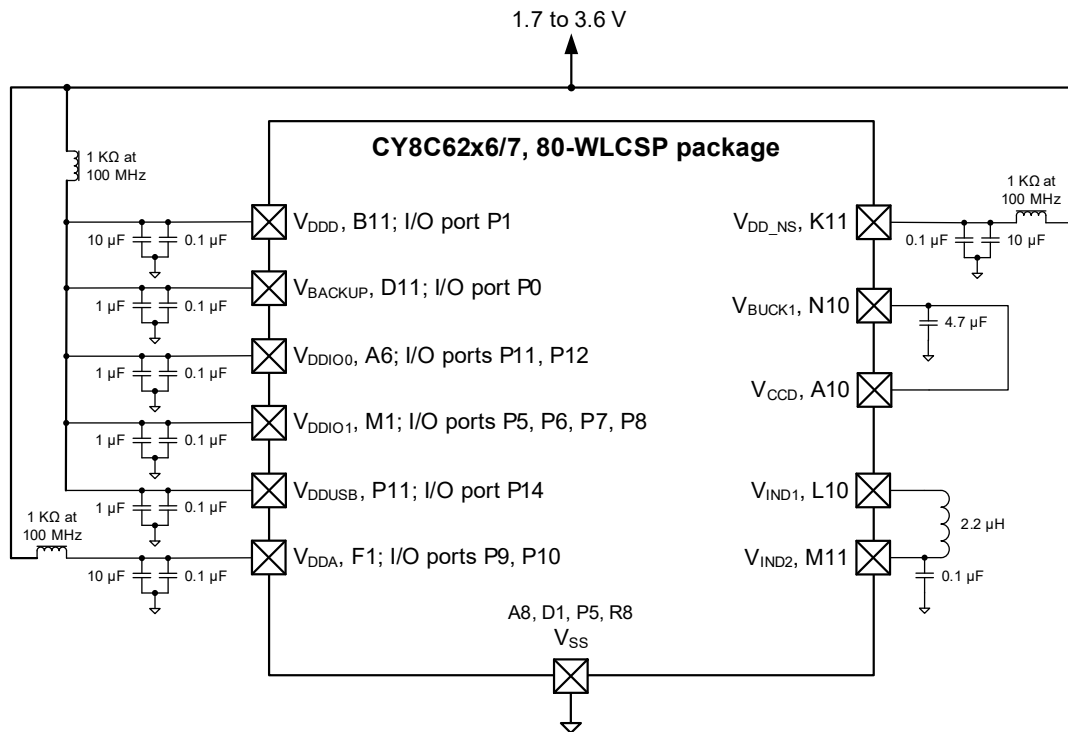 1.7 to 3.6 V
CY8C62x6/7, 80-WLCSP package
1 KΩ at
100 MHz
1 KΩ at
100 MHz
VDDD, B11; I/O port P1
VDD_NS, K11
10 µF
0.1 µF
0.1 µF
10 µF
VBACKUP, D11; I/O port P0
VBUCK1, N10
1 µF
0.1 µF
4.7 µF
VDDIO0, A6; I/O ports P11, P12
1 µF
0.1 µF
VCCD, A10
VDDIO1, M1; I/O ports P5, P6, P7, P8
1 µF
0.1 µF
VDDUSB, P11; I/O port P14
VIND1, L10
1 µF
0.1 µF
1 KΩ at
100 MHz
2.2 µH
VDDA, F1; I/O ports P9, P10
VIND2, M11
10 µF
0.1 µF
0.1 µF
A8, D1, P5, R8
VSS